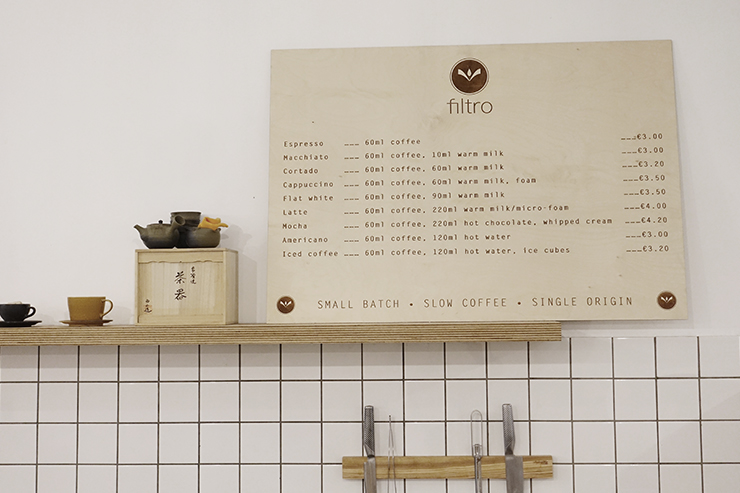 filtro
Espresso ___ 60ml coffee ___€3.00
Macchiato ___ 60ml coffee, 10ml warm milk ___€3.00
Cortado ___ 60ml coffee, 60ml warm milk ___€3.20
Cappuccino ___ 60ml coffee, 60ml warm milk, foam ___€3.50
Flat white ___ 60ml coffee, 90ml warm milk ___€3.50
Latte ___ 60ml coffee, 220ml warm milk/micro-foam ___€4.00
Mocha ___ 60ml coffee, 220ml hot chocolate, whipped cream ___€4.20
Americano ___ 60ml coffee, 120ml hot water ___€3.00
Iced coffee ___ 60ml coffee, 120ml hot water, ice cubes ___€3.20
SMALL BATCH • SLOW COFFEE • SINGLE ORIGIN
茶器